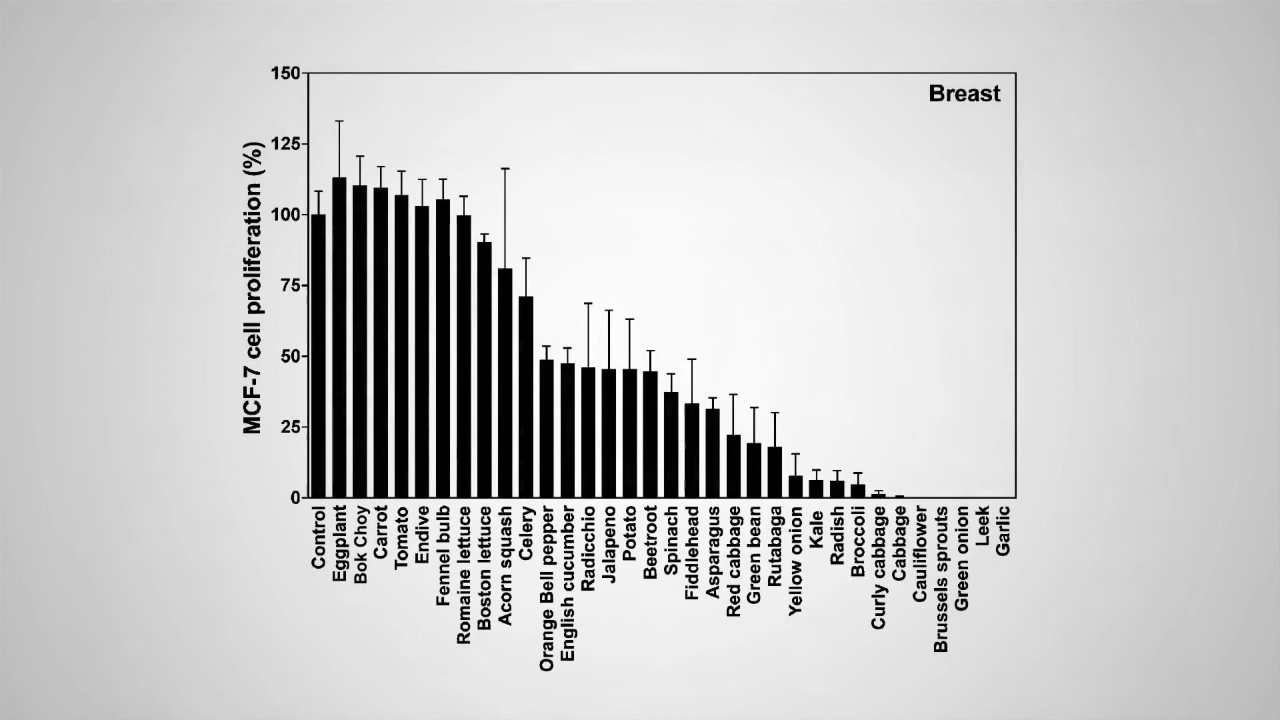 Breast
MCF-7 cell proliferation (%)
150
125
100
75
50
25
0
Control
Eggplant
Bok Choy
Carrot
Tomato
Endive
Fennel bulb
Romaine lettuce
Boston lettuce
Acorn squash
Celery
Orange Bell pepper
English cucumber
Radicchio
Jalapeno
Potato
Beetroot
Spinach
Fiddlehead
Asparagus
Red cabbage
Green bean
Rutabaga
Yellow onion
Kale
Radish
Broccoli
Curly cabbage
Cabbage
Cauliflower
Brussels sprouts
Green onion
Leek
Garlic